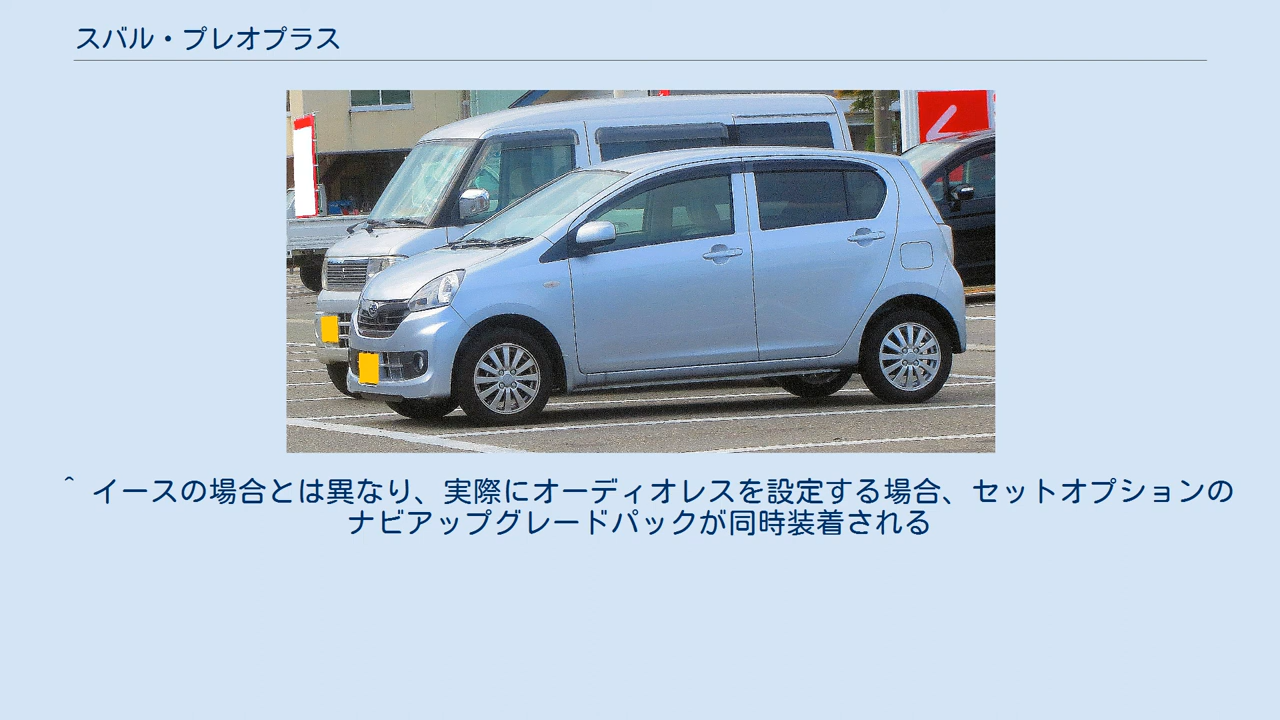 スバル・プレオプラス
^ イースの場合とは異なり、実際にオーディオレスを設定する場合、セットオプションの
ナビアップグレードパックが同時装着される